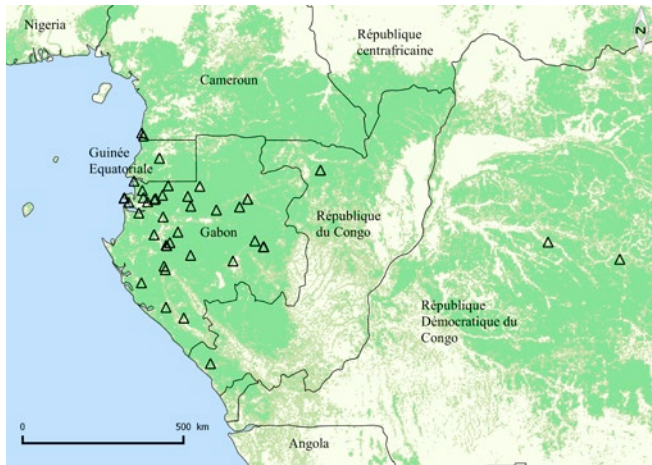 Nigeria
République
centrafricaine
N
Cameroun
Guinée
Equatoriale
République
du Congo
Gabon
République
Démocratique du
Congo
0
500 km
Angola